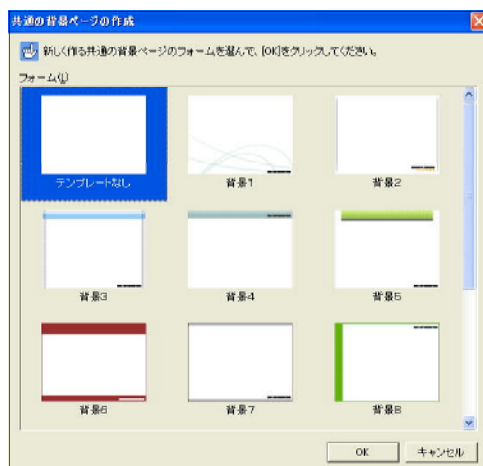 共通の背景ページの作成
新しく作る共通の背景ページのフォームを選んで、[OK]をクリックしてください。
フォーム(L)
テンプレートなし
背景1
背景2
背景3
背景4
背景5
背景6
背景7
背景8
OK
キャンセル